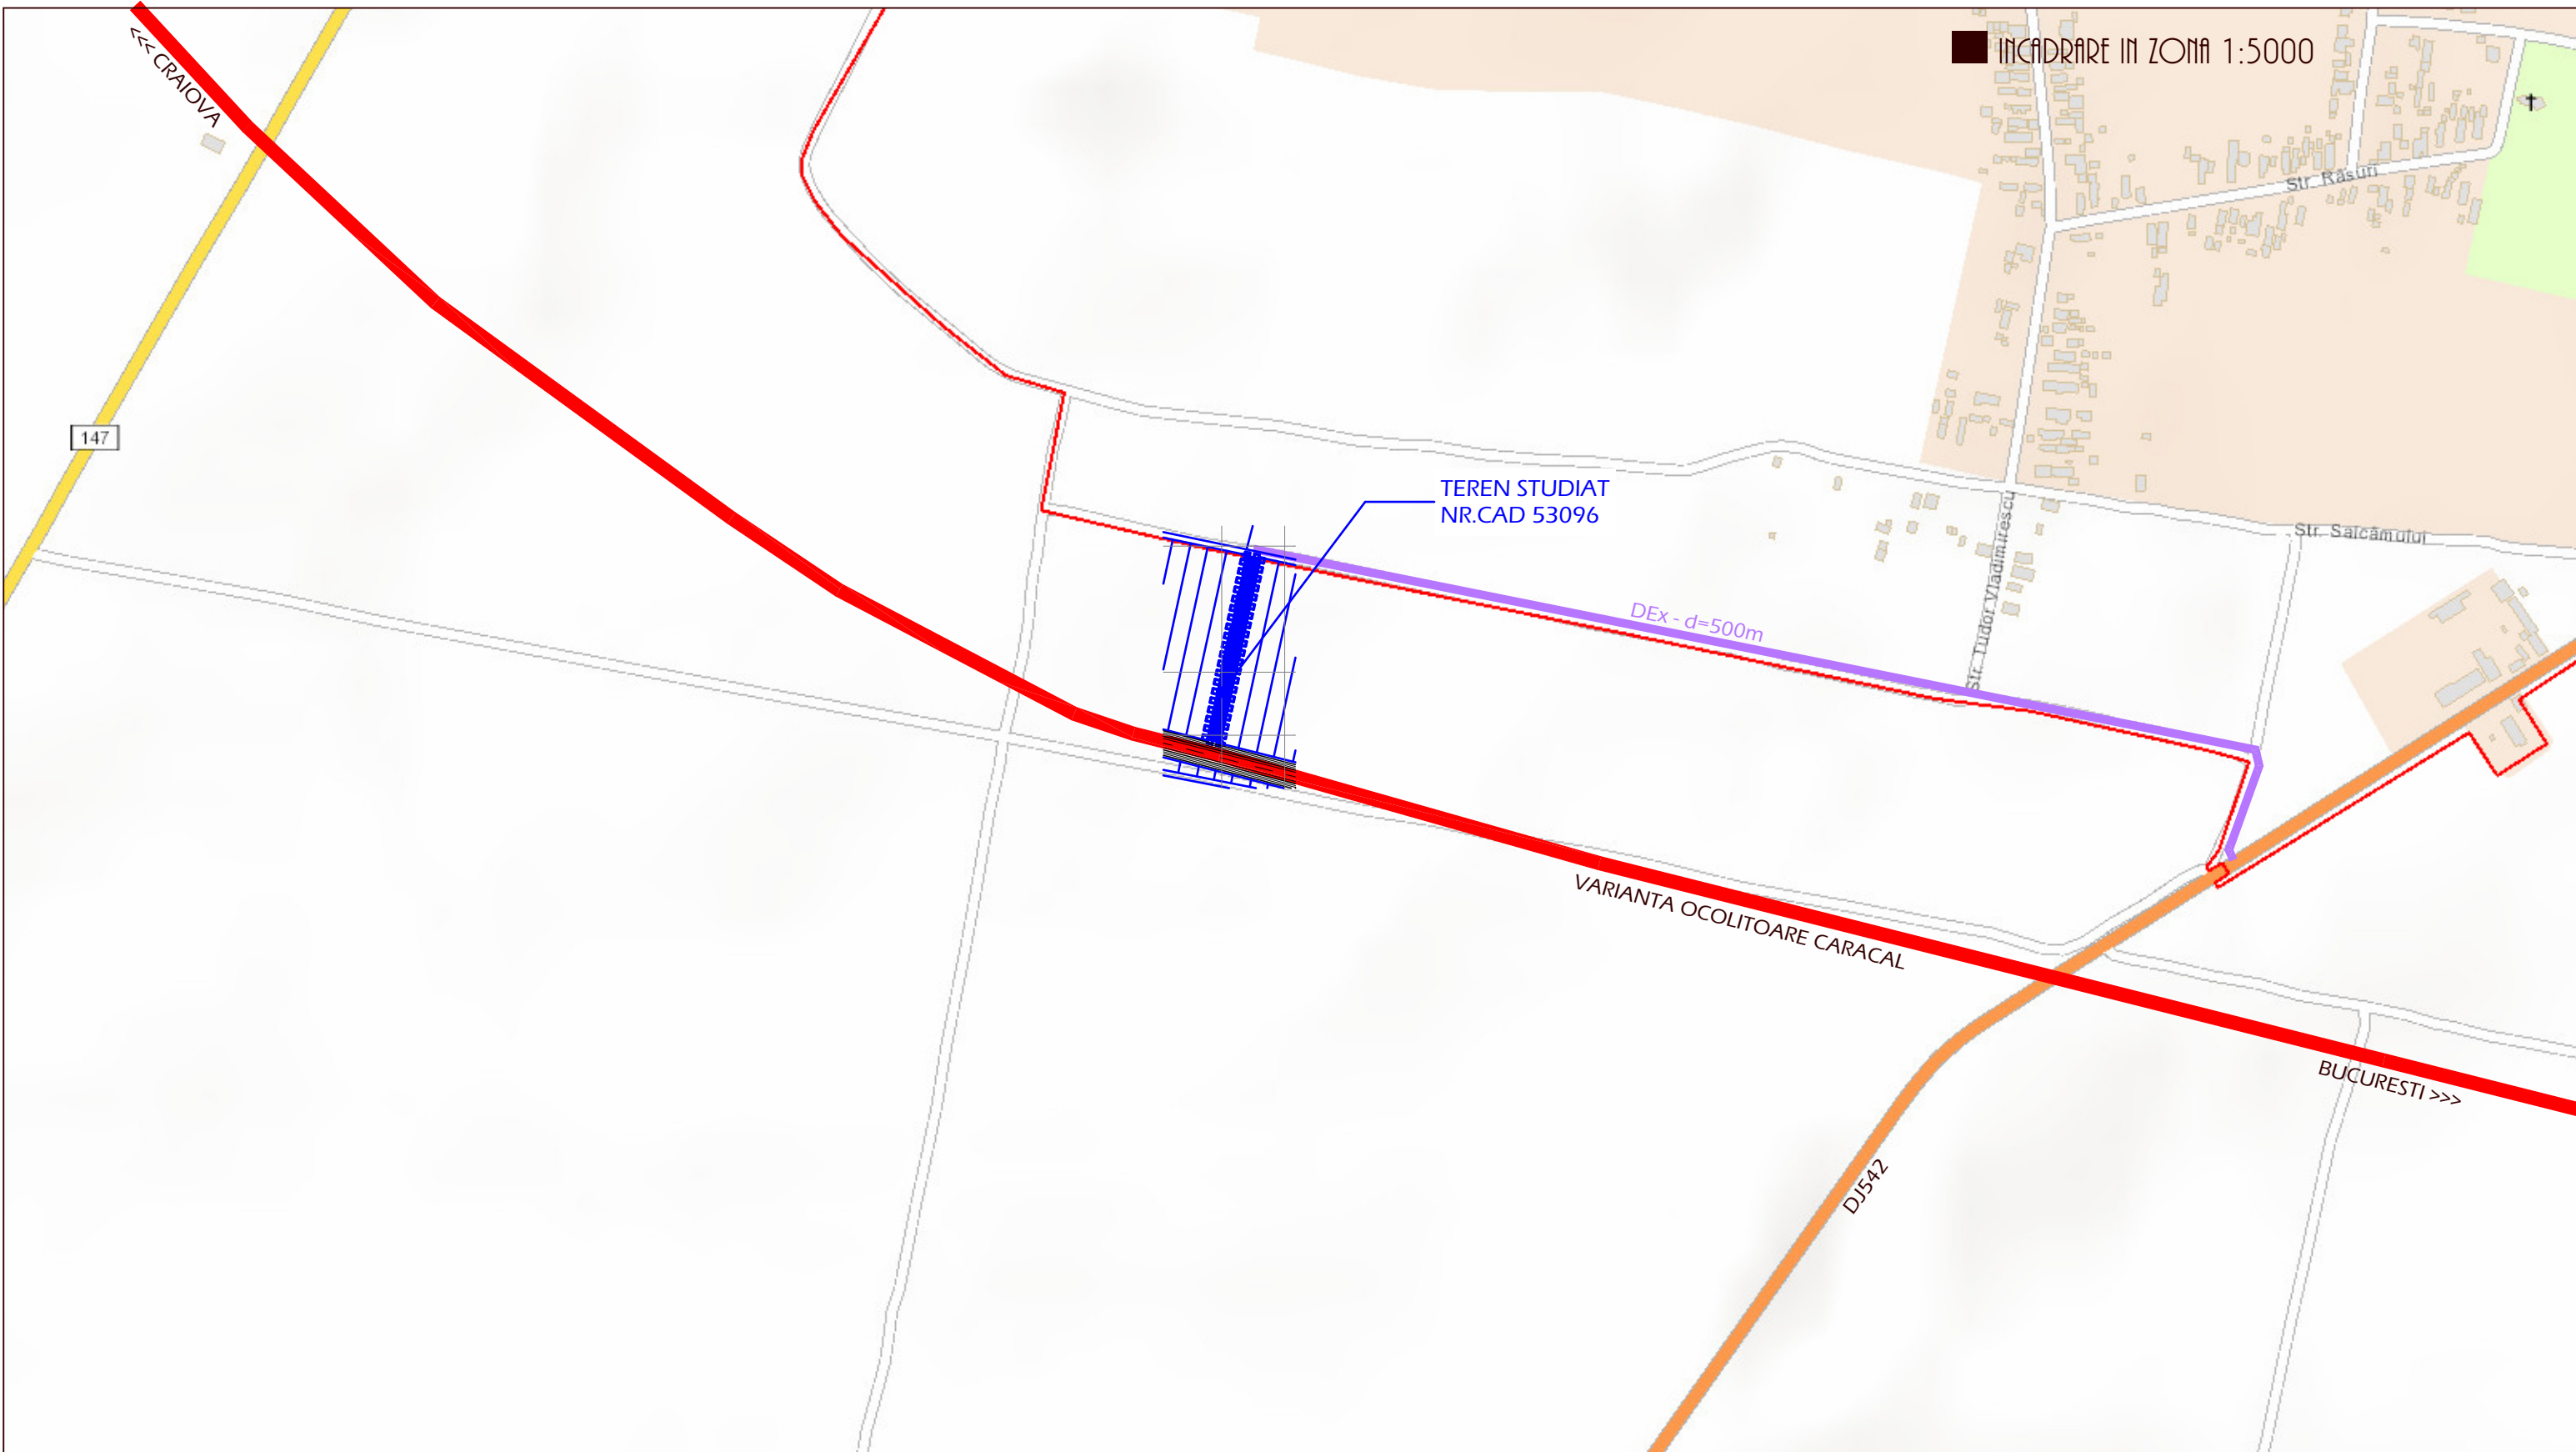 <<< CRAIOVA
INCADRARE IN ZONA 1:5000
Str. Răsuri
147
TEREN STUDIAT
NR.CAD 53096
Str. Salcâmului
Str. Tudor Vladimirescu
DEx - d=500m
VARIANTA OCOLITOARE CARACAL
BUCURESTI >>>
DJ542